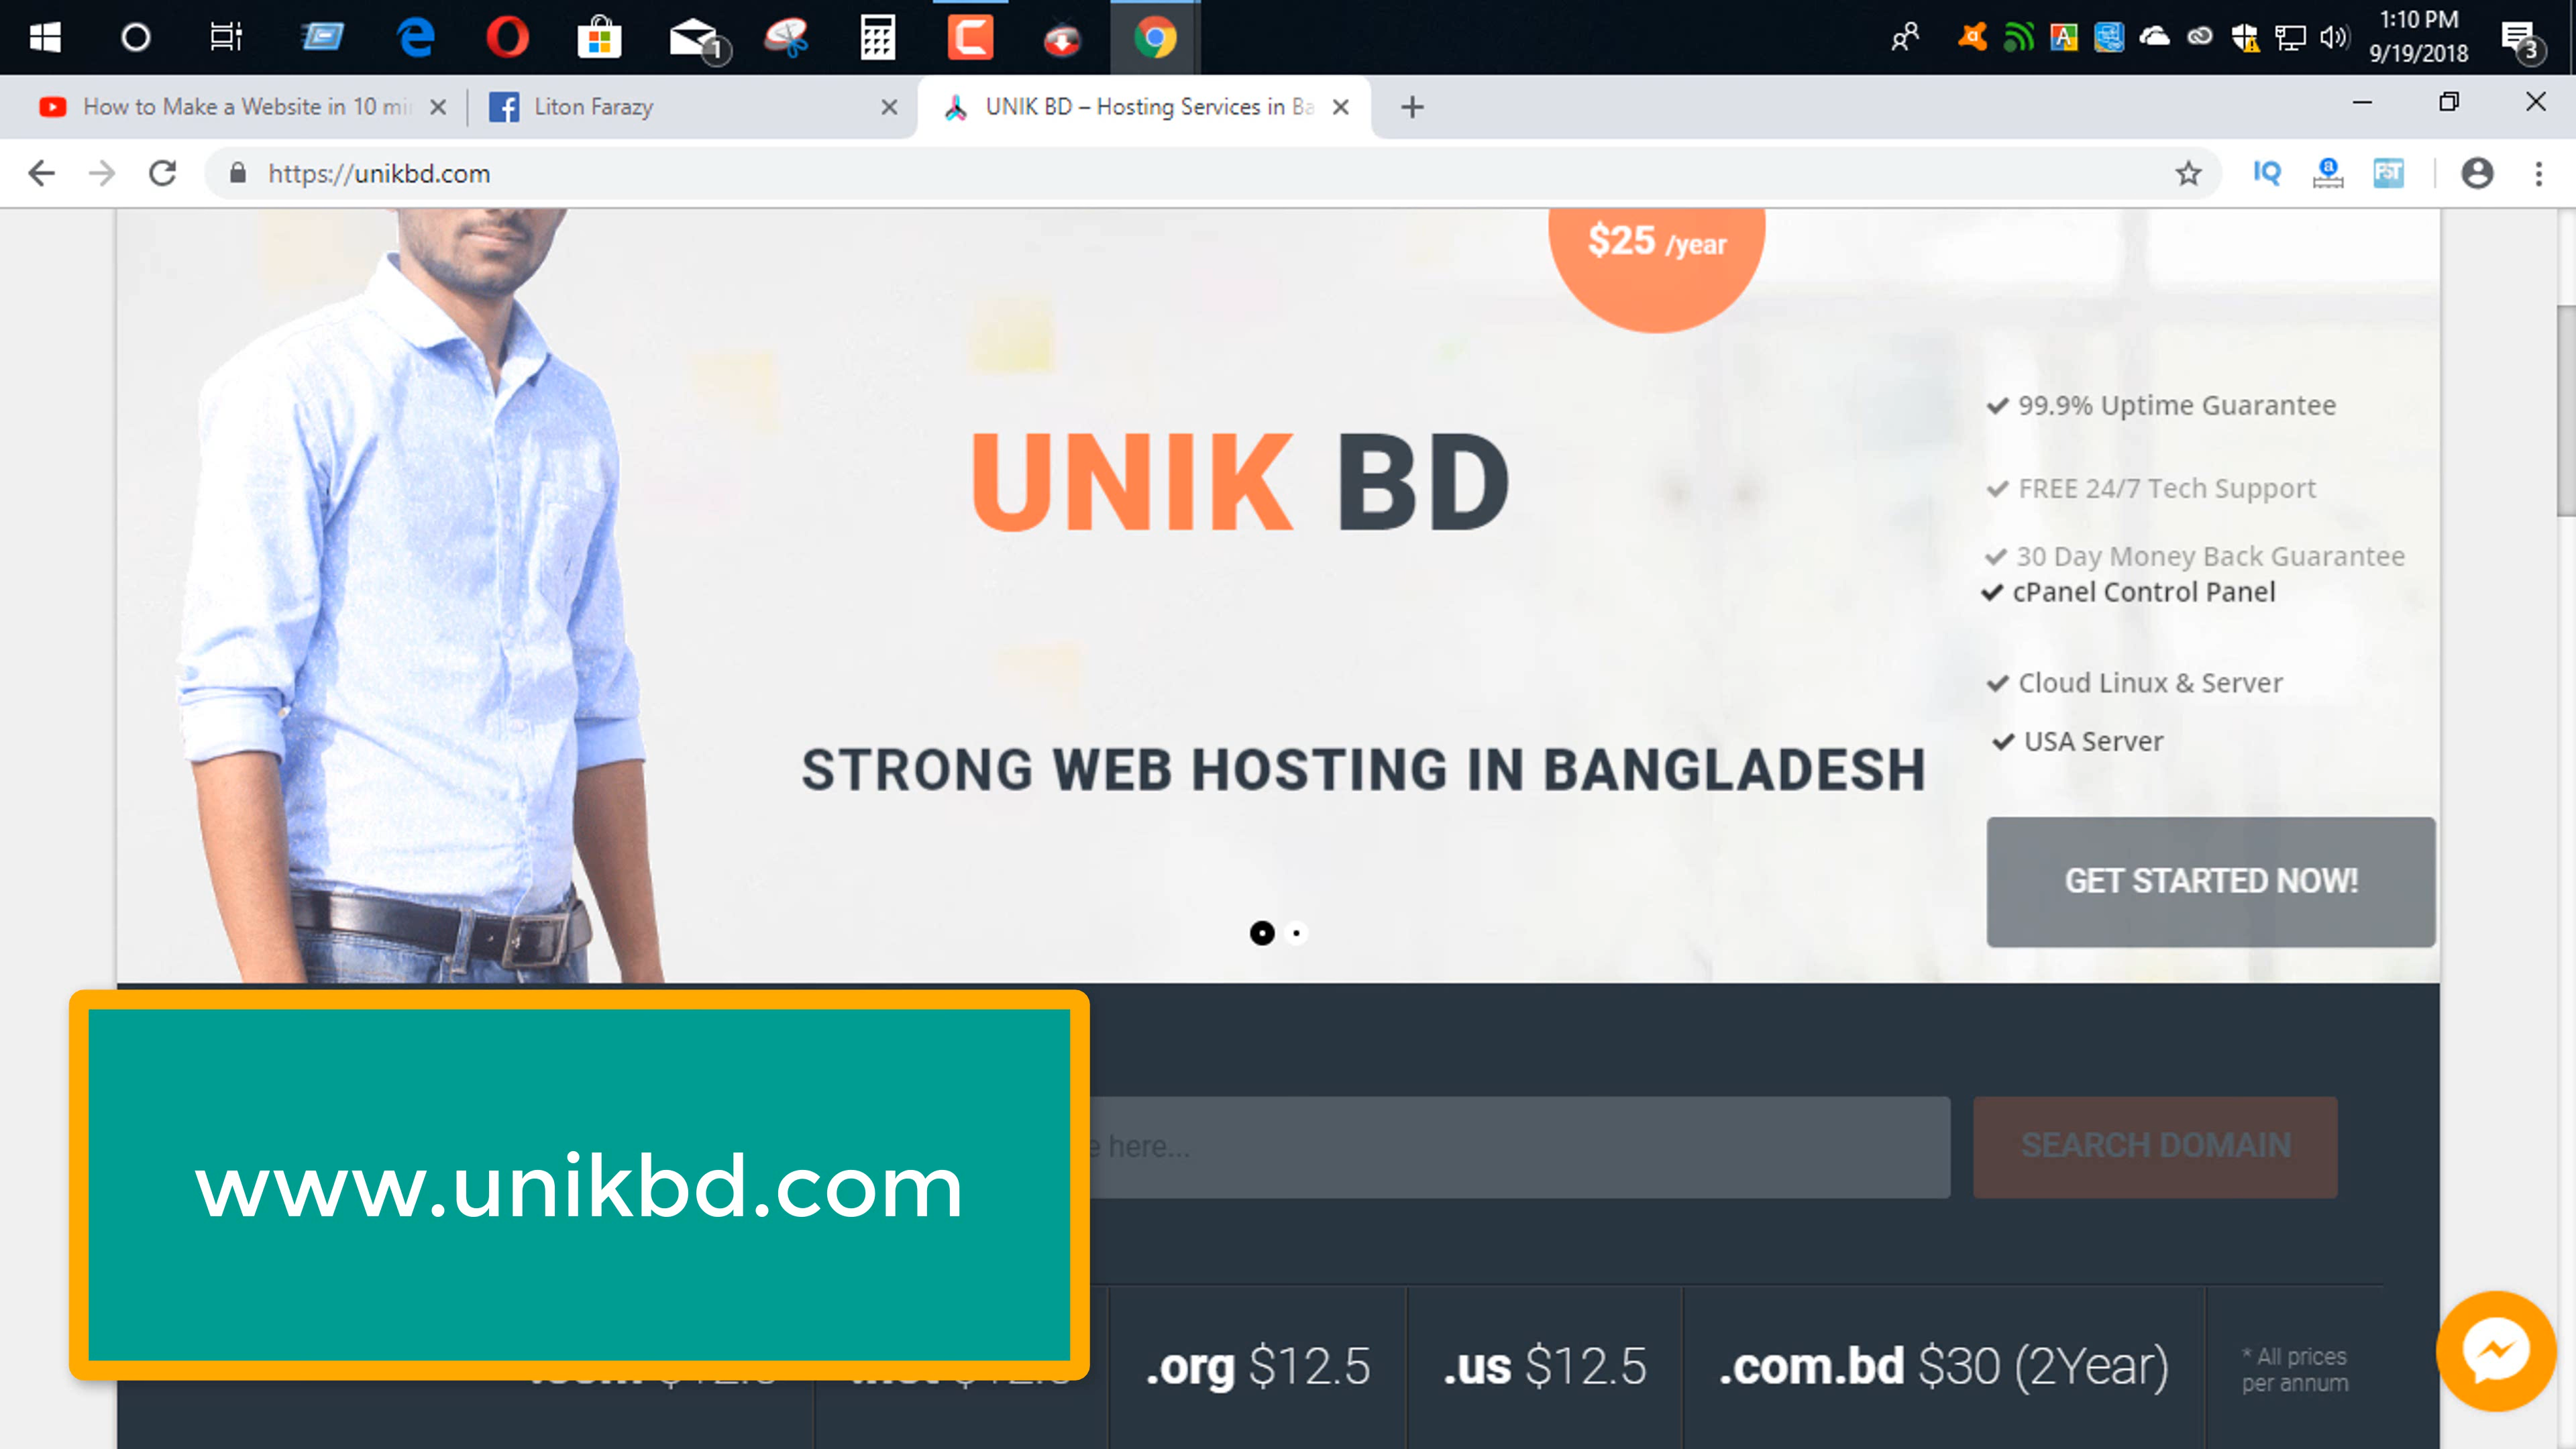 1:10 PM
9/19/2018
1
3
How to Make a Website in 10 mi
Liton Farazy
UNIK BD – Hosting Services in Ba
https://unikbd.com
IQ
PST
$25 /year
UNIK BD
STRONG WEB HOSTING IN BANGLADESH
99.9% Uptime Guarantee
FREE 24/7 Tech Support
30 Day Money Back Guarantee
cPanel Control Panel
Cloud Linux & Server
USA Server
GET STARTED NOW!
here...
SEARCH DOMAIN
www.unikbd.com
.org $12.5
.us $12.5
.com.bd $30 (2Year)
* All prices
per annum